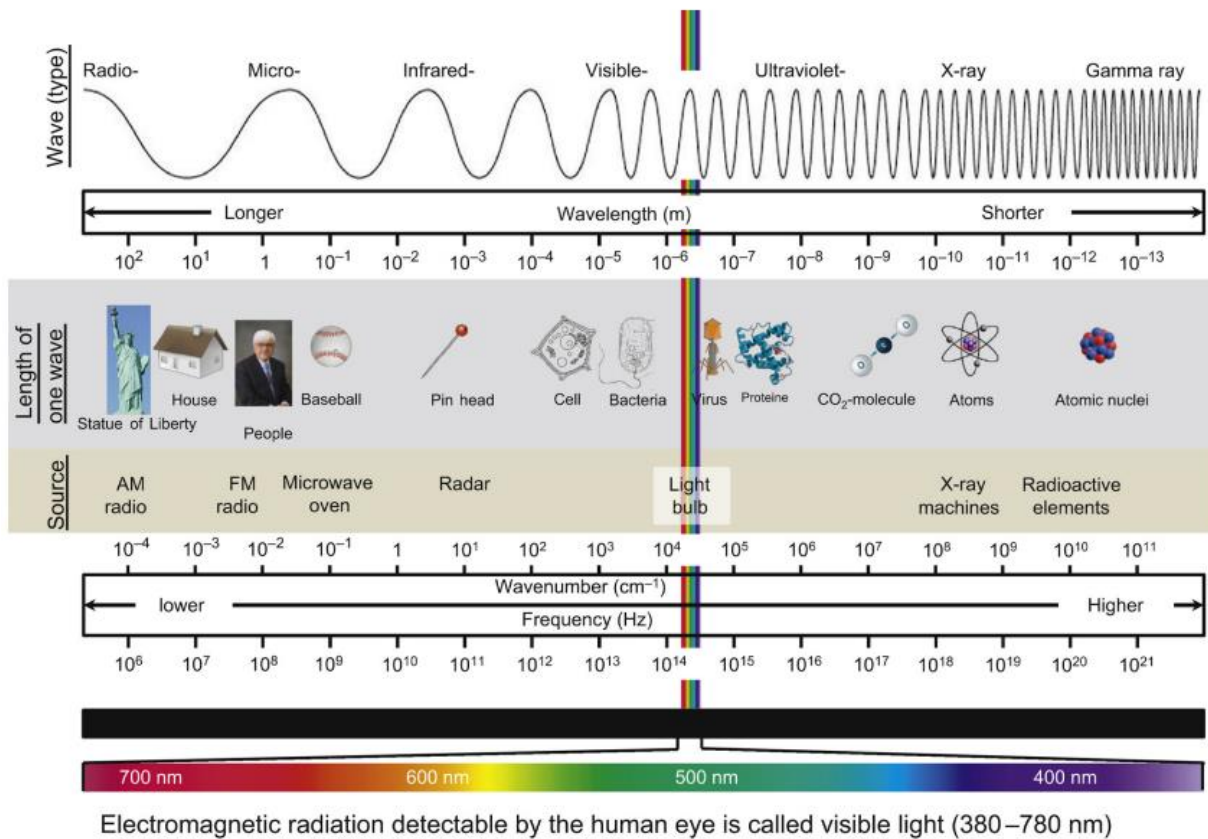 Wave (type)
Radio- Micro- Infrared- Visible- Ultraviolet- X-ray Gamma ray
Longer Wavelength (m) Shorter
10² 10¹ 1 10⁻¹ 10⁻² 10⁻³ 10⁻⁴ 10⁻⁵ 10⁻⁶ 10⁻⁷ 10⁻⁸ 10⁻⁹ 10⁻¹⁰ 10⁻¹¹ 10⁻¹² 10⁻¹³
Length of
one wave
Statue of Liberty
House
People
Baseball
Pin head
Cell
Bacteria
Virus
Proteine
CO₂-molecule
Atoms
Atomic nuclei
Source
AM
radio
FM
radio
Microwave
oven
Radar
Light
bulb
X-ray
machines
Radioactive
elements
10⁻⁴ 10⁻³ 10⁻² 10⁻¹ 1 10¹ 10² 10³ 10⁴ 10⁵ 10⁶ 10⁷ 10⁸ 10⁹ 10¹⁰ 10¹¹
Wavenumber (cm⁻¹)
lower Higher
Frequency (Hz)
10⁶ 10⁷ 10⁸ 10⁹ 10¹⁰ 10¹¹ 10¹² 10¹³ 10¹⁴ 10¹⁵ 10¹⁶ 10¹⁷ 10¹⁸ 10¹⁹ 10²⁰ 10²¹
700 nm 600 nm 500 nm 400 nm
Electromagnetic radiation detectable by the human eye is called visible light (380–780 nm)